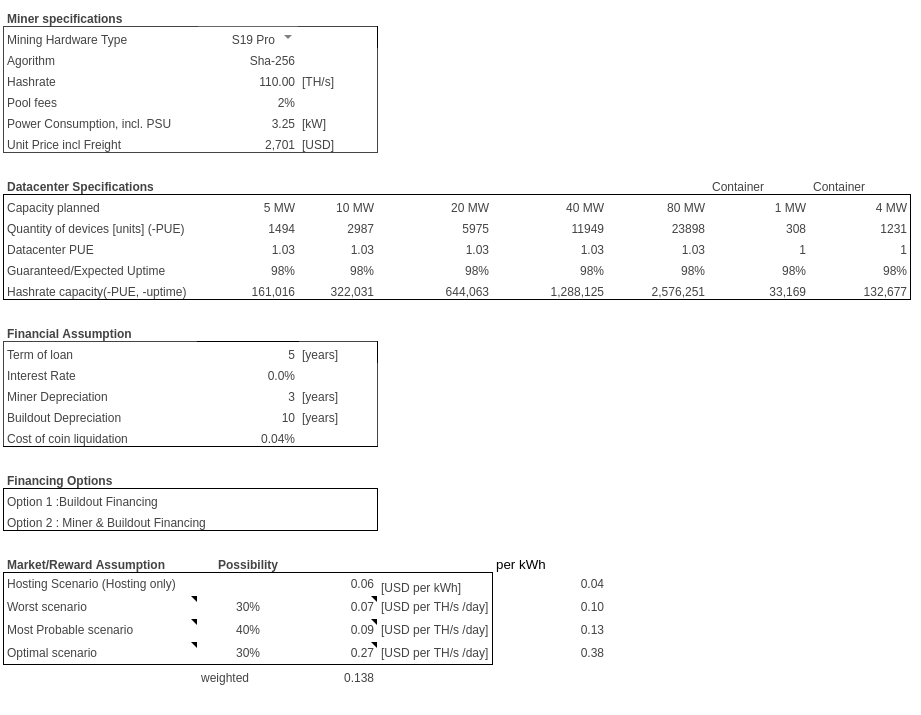 Miner specifications
Mining Hardware Type S19 Pro
Agorithm Sha-256
Hashrate 110.00 [TH/s]
Pool fees 2%
Power Consumption, incl. PSU 3.25 [kW]
Unit Price incl Freight 2,701 [USD]
Datacenter Specifications Container Container
Capacity planned 5 MW 10 MW 20 MW 40 MW 80 MW 1 MW 4 MW
Quantity of devices [units] (-PUE) 1494 2987 5975 11949 23898 308 1231
Datacenter PUE 1.03 1.03 1.03 1.03 1.03 1 1
Guaranteed/Expected Uptime 98% 98% 98% 98% 98% 98% 98%
Hashrate capacity(-PUE, -uptime) 161,016 322,031 644,063 1,288,125 2,576,251 33,169 132,677
Financial Assumption
Term of loan 5 [years]
Interest Rate 0.0%
Miner Depreciation 3 [years]
Buildout Depreciation 10 [years]
Cost of coin liquidation 0.04%
Financing Options
Option 1 :Buildout Financing
Option 2 : Miner & Buildout Financing
Market/Reward Assumption Possibility per kWh
Hosting Scenario (Hosting only) 0.06 [USD per kWh] 0.04
Worst scenario 30% 0.07 [USD per TH/s /day] 0.10
Most Probable scenario 40% 0.09 [USD per TH/s /day] 0.13
Optimal scenario 30% 0.27 [USD per TH/s /day] 0.38
weighted 0.138